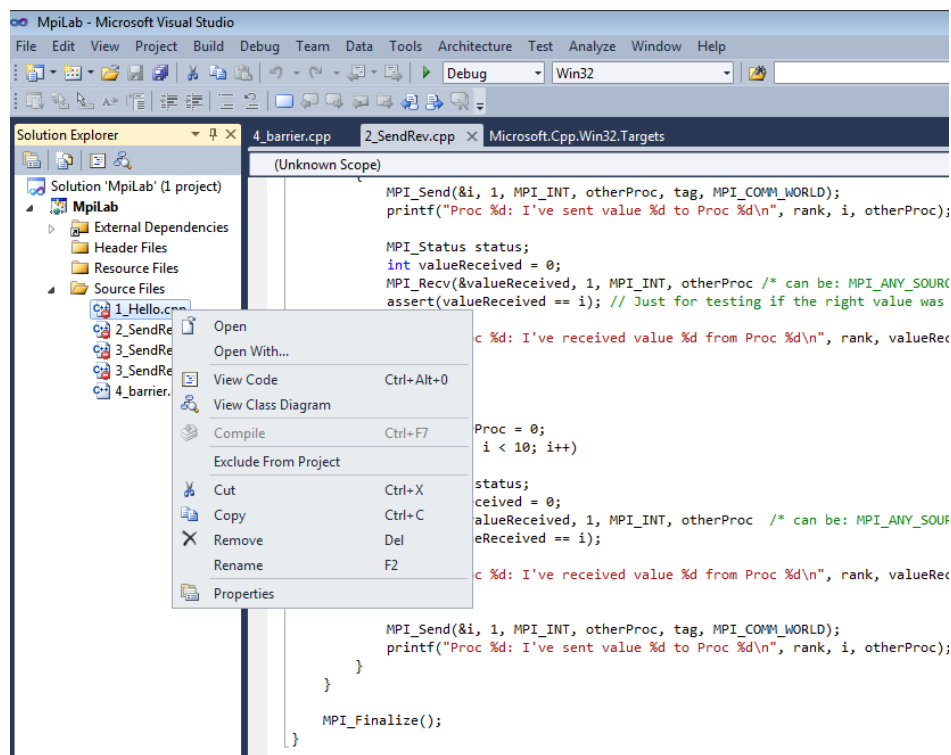 MpiLab - Microsoft Visual Studio
File Edit View Project Build Debug Team Data Tools Architecture Test Analyze Window Help
Debug Win32
Solution Explorer
4_barrier.cpp 2_SendRev.cpp Microsoft.Cpp.Win32.Targets
(Unknown Scope)
Solution 'MpiLab' (1 project)
MpiLab
External Dependencies
Header Files
Resource Files
Source Files
1_Hello.cpp
2_SendRe
3_SendRe
3_SendRe
4_barrier.
Open
Open With...
View Code Ctrl+Alt+0
View Class Diagram
Compile Ctrl+F7
Exclude From Project
Cut Ctrl+X
Copy Ctrl+C
Remove Del
Rename F2
Properties
{
MPI_Send(&i, 1, MPI_INT, otherProc, tag, MPI_COMM_WORLD);
printf("Proc %d: I've sent value %d to Proc %d\n", rank, i, otherProc);
MPI_Status status;
int valueReceived = 0;
MPI_Recv(&valueReceived, 1, MPI_INT, otherProc /* can be: MPI_ANY_SOURC
assert(valueReceived == i); // Just for testing if the right value was
c %d: I've received value %d from Proc %d\n", rank, valueRec
Proc = 0;
i < 10; i++)
status;
ceived = 0;
alueReceived, 1, MPI_INT, otherProc /* can be: MPI_ANY_SOUR
eReceived == i);
c %d: I've received value %d from Proc %d\n", rank, valueRec
MPI_Send(&i, 1, MPI_INT, otherProc, tag, MPI_COMM_WORLD);
printf("Proc %d: I've sent value %d to Proc %d\n", rank, i, otherProc);
}
}
MPI_Finalize();
}